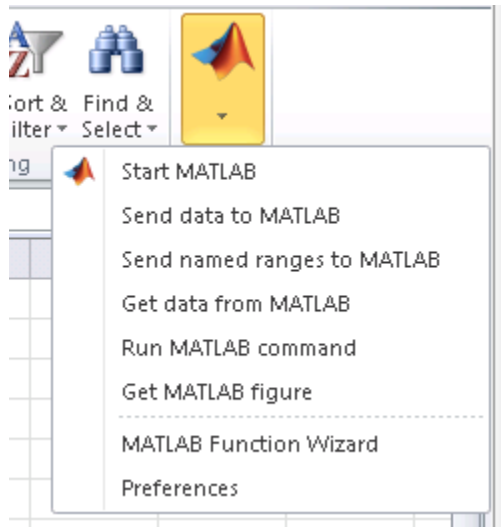 Sort & Find &
ilter Select
ng
Start MATLAB
Send data to MATLAB
Send named ranges to MATLAB
Get data from MATLAB
Run MATLAB command
Get MATLAB figure
MATLAB Function Wizard
Preferences